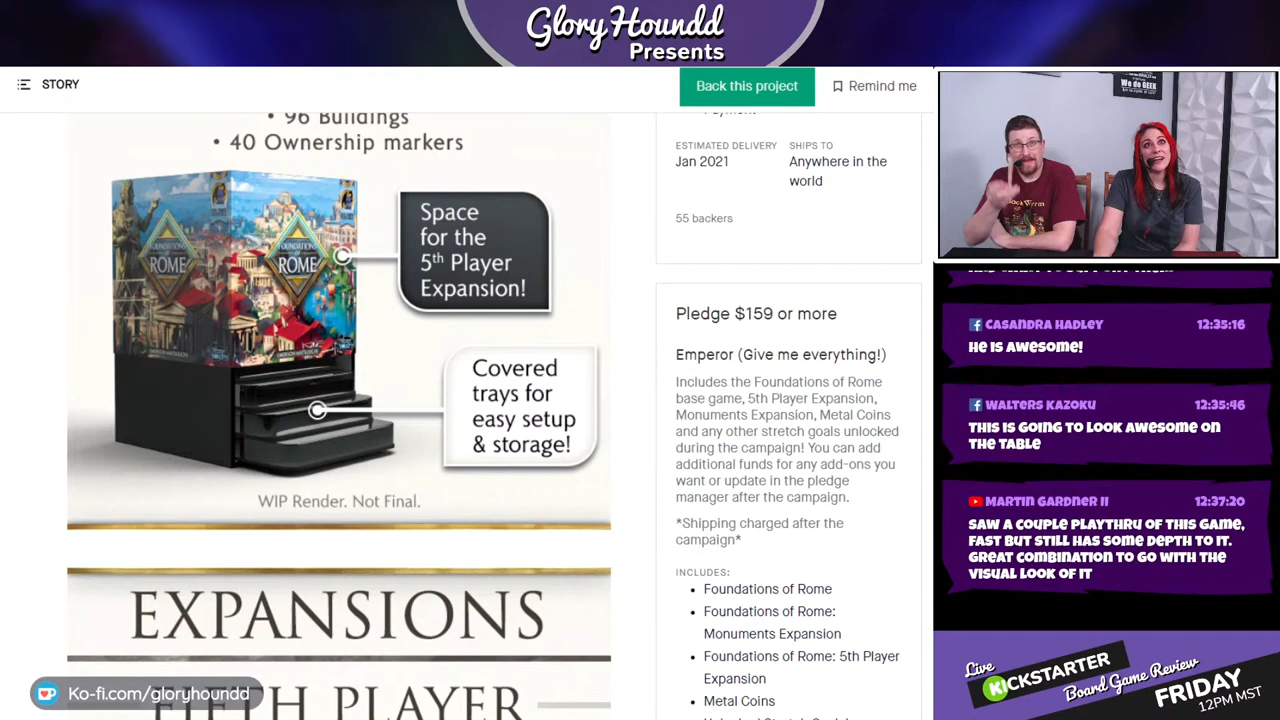 GloryHoundd
Presents
STORY
Back this project
Remind me
• 96 Buildings
• 40 Ownership markers
FOUNDATIONS OF
ROME
FOUNDATIONS OF
ROME
Space
for the
5th Player
Expansion!
Covered
trays for
easy setup
& storage!
WIP Render. Not Final.
EXPANSIONS
FIFTH PLAYER
Ko-fi.com/gloryhoundd
ESTIMATED DELIVERY
Jan 2021
SHIPS TO
Anywhere in the
world
55 backers
Pledge $159 or more
Emperor (Give me everything!)
Includes the Foundations of Rome
base game, 5th Player Expansion,
Monuments Expansion, Metal Coins
and any other stretch goals unlocked
during the campaign! You can add
additional funds for any add-ons you
want or update in the pledge
manager after the campaign.
*Shipping charged after the
campaign*
INCLUDES:
• Foundations of Rome
• Foundations of Rome:
Monuments Expansion
• Foundations of Rome: 5th Player
Expansion
• Metal Coins
We do GEEK
CASANDRA HADLEY 12:35:16
HE IS AWESOME!
WALTERS KAZOKU 12:35:46
THIS IS GOING TO LOOK AWESOME ON
THE TABLE
MARTIN GARDNER II 12:37:20
SAW A COUPLE PLAYTHRU OF THIS GAME,
FAST BUT STILL HAS SOME DEPTH TO IT.
GREAT COMBINATION TO GO WITH THE
VISUAL LOOK OF IT
Live
KICKSTARTER
Board Game Review
FRIDAY
12PM MST